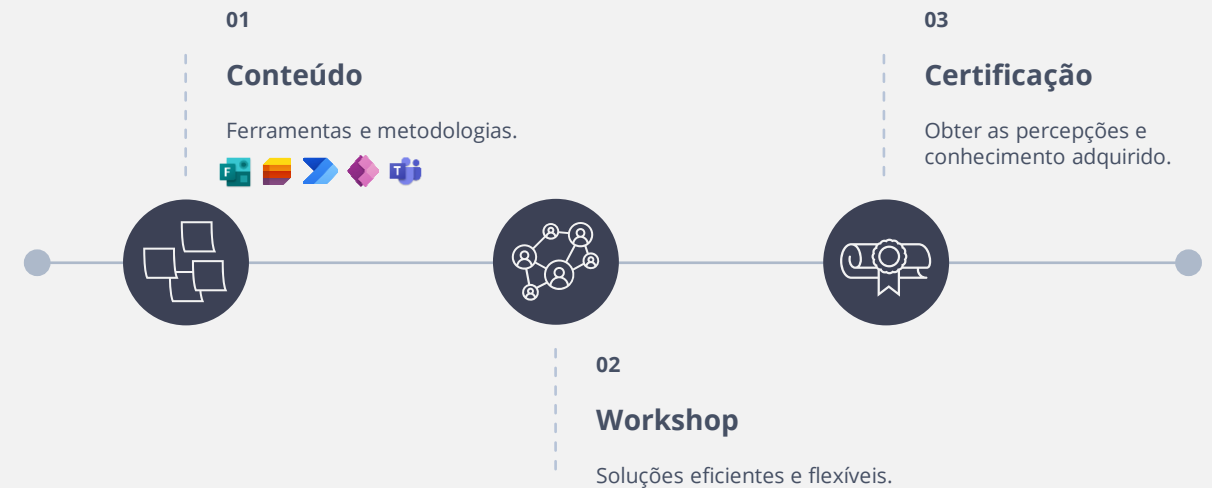 01
Conteúdo
Ferramentas e metodologias.
F
T
02
Workshop
Soluções eficientes e flexíveis.
03
Certificação
Obter as percepções e
conhecimento adquirido.